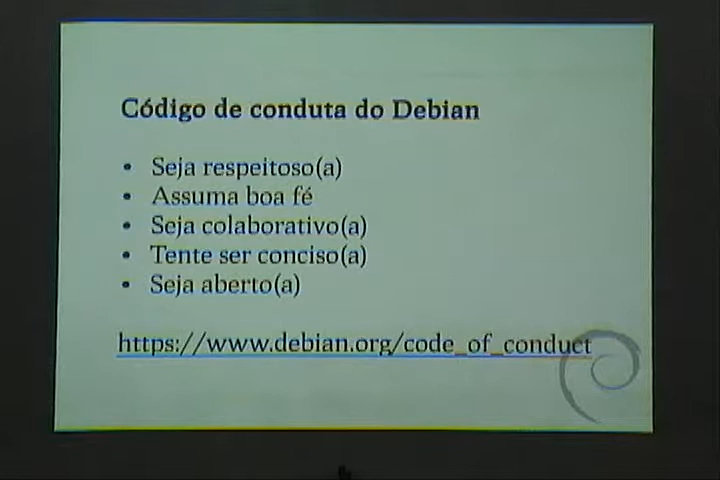 Código de conduta do Debian
• Seja respeitoso(a)
• Assuma boa fé
• Seja colaborativo(a)
• Tente ser conciso(a)
• Seja aberto(a)
https://www.debian.org/code_of_conduct